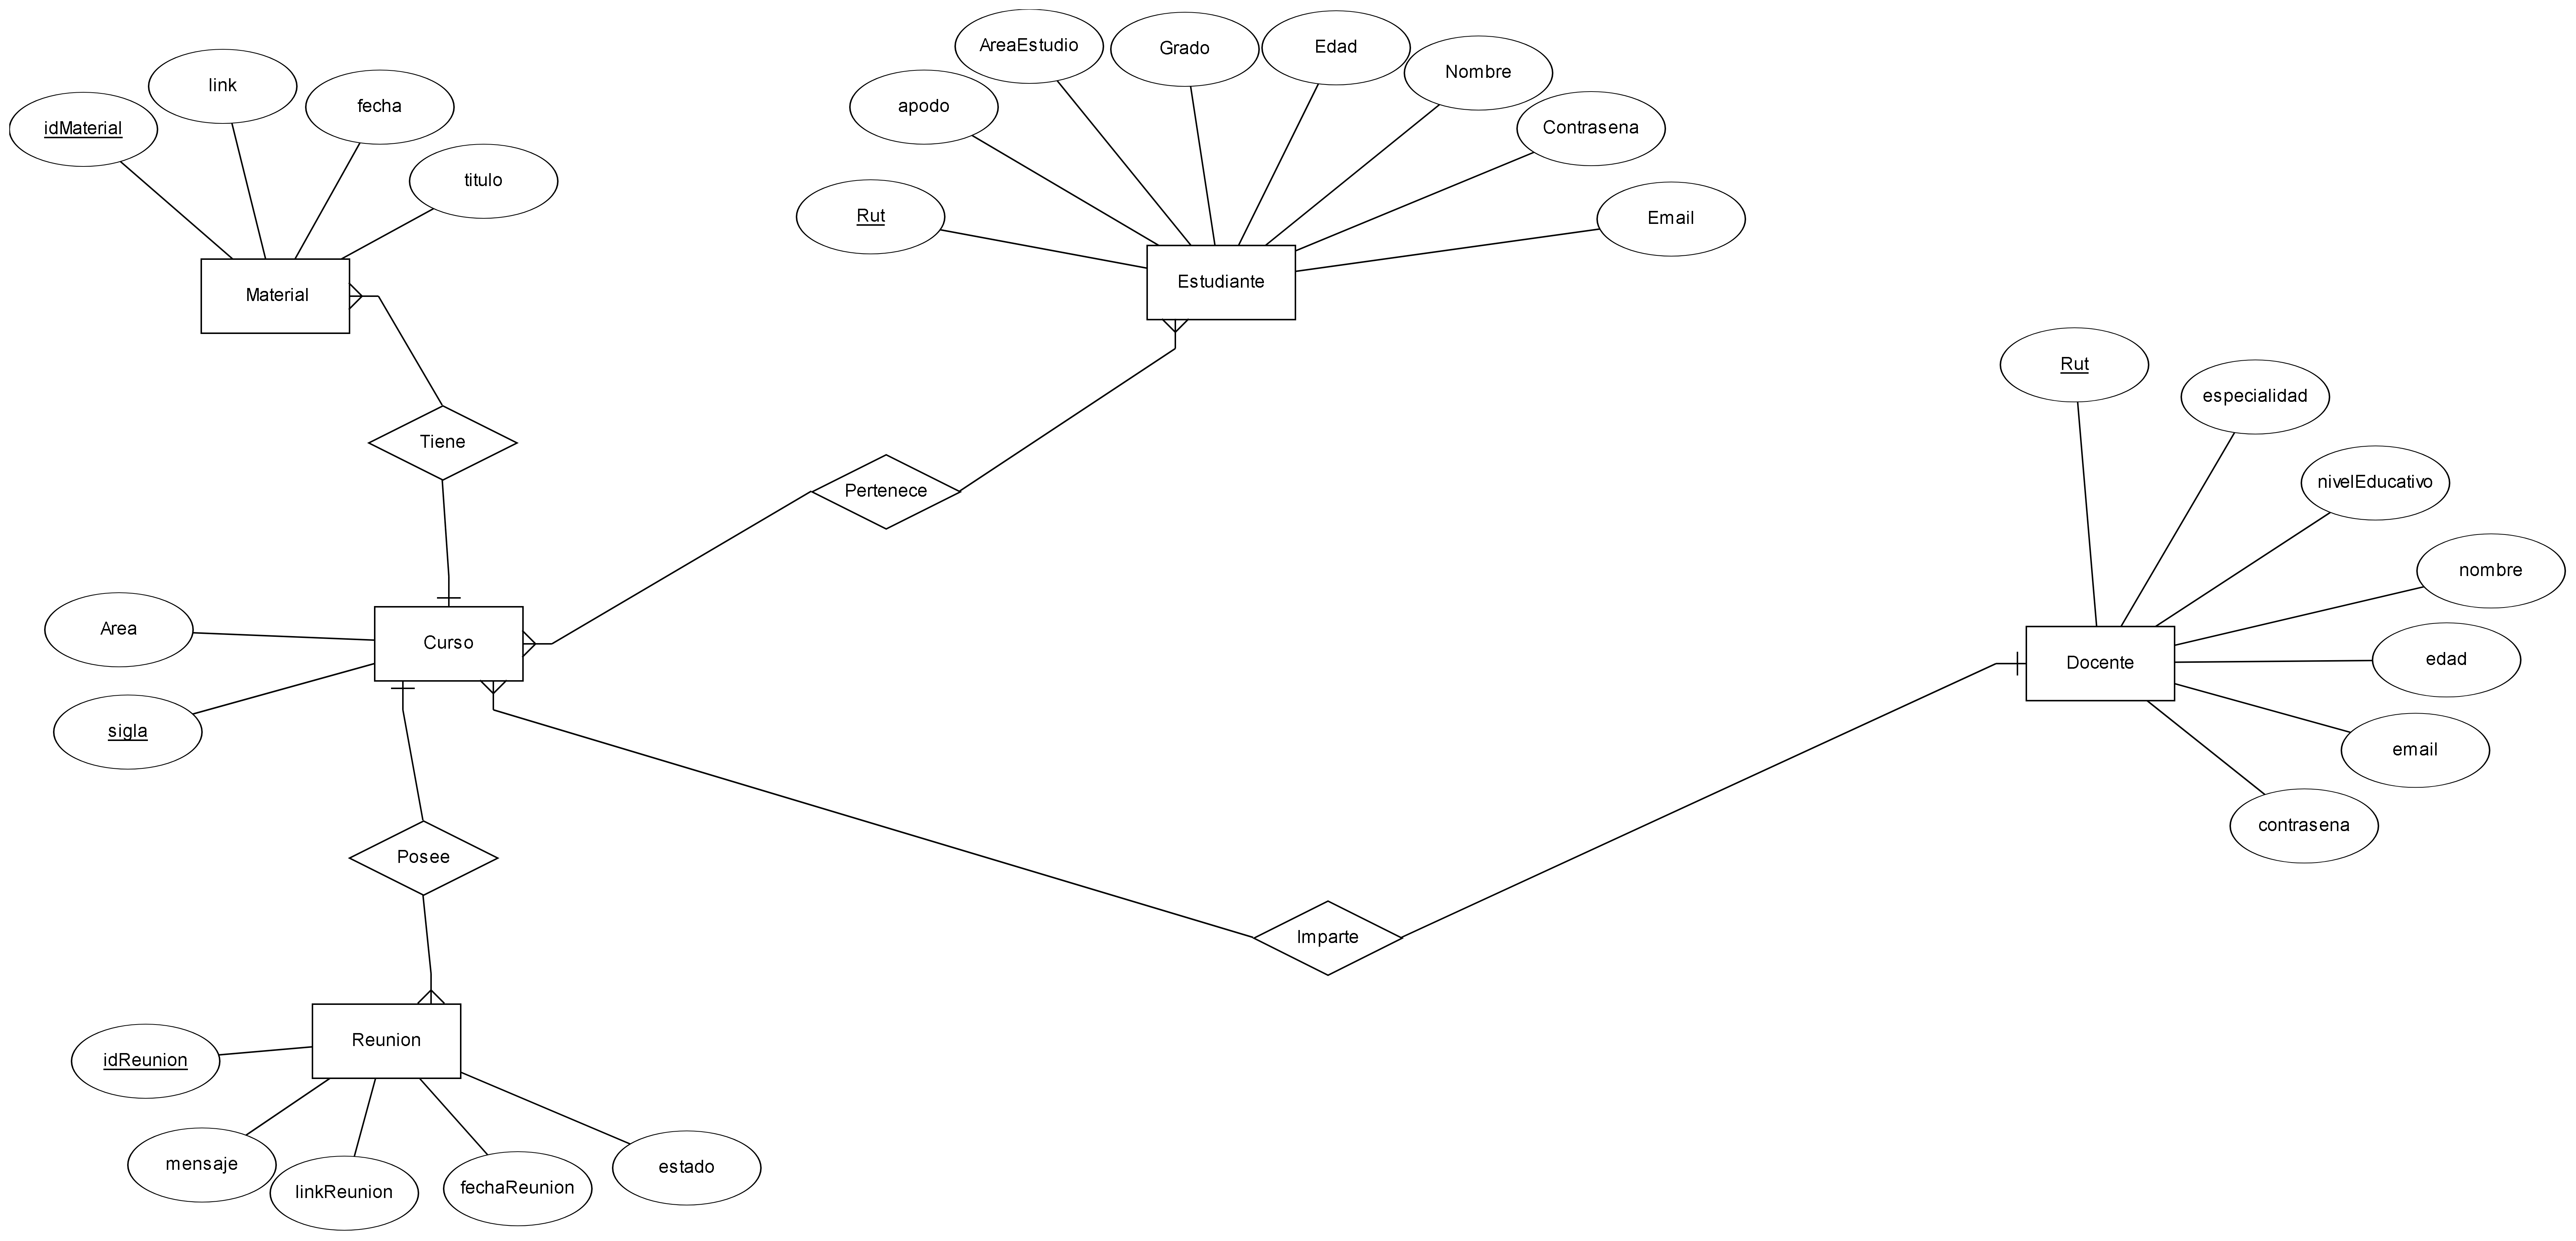 AreaEstudio
Grado
Edad
Nombre
link
fecha
apodo
Contrasena
idMaterial
titulo
Rut
Email
Material
Estudiante
Rut
especialidad
Tiene
nivelEducativo
Pertenece
nombre
Area
Curso
edad
Docente
sigla
email
contrasena
Posee
Imparte
Reunion
idReunion
mensaje
linkReunion
fechaReunion
estado